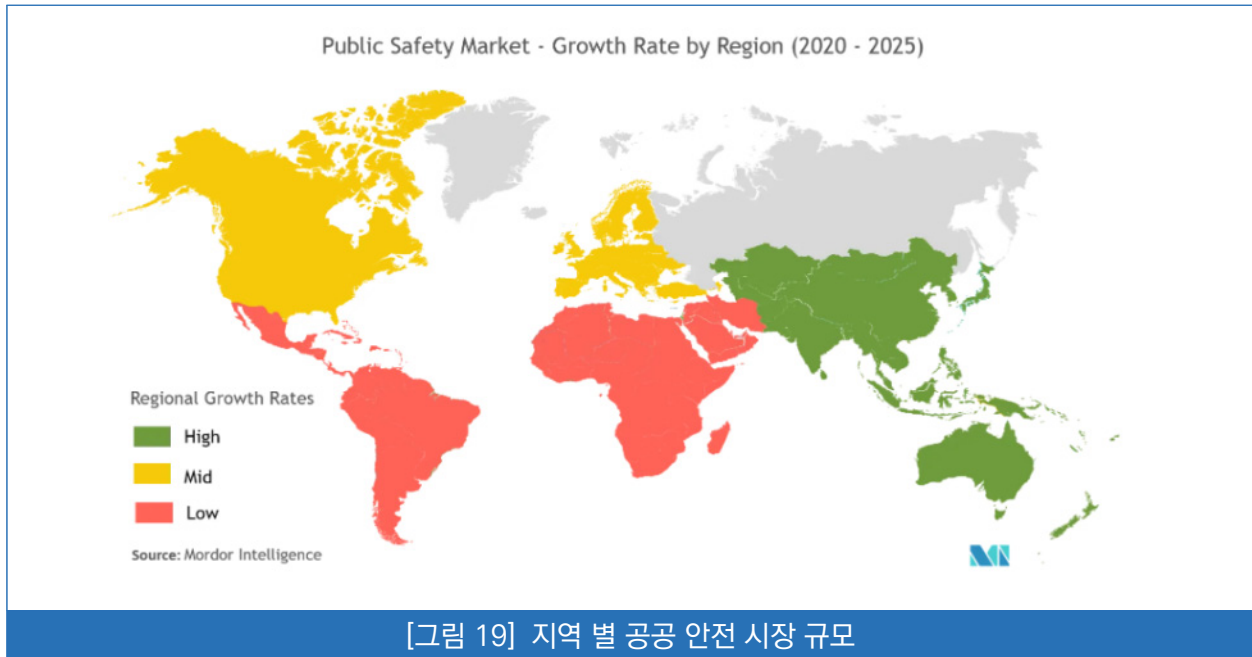 Public Safety Market - Growth Rate by Region (2020 - 2025)
Regional Growth Rates
High
Mid
Low
Source: Mordor Intelligence
[그림 19] 지역 별 공공 안전 시장 규모